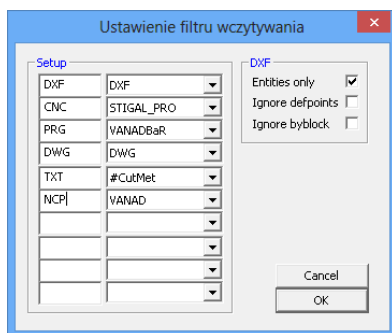 Ustawienie filtru wczytywania
Setup
DXF DXF
CNC STIGAL_PRO
PRG VANADBaR
DWG DWG
TXT #CutMet
NCP VANAD
DXF
Entities only
Ignore defpoints
Ignore byblock
Cancel
OK